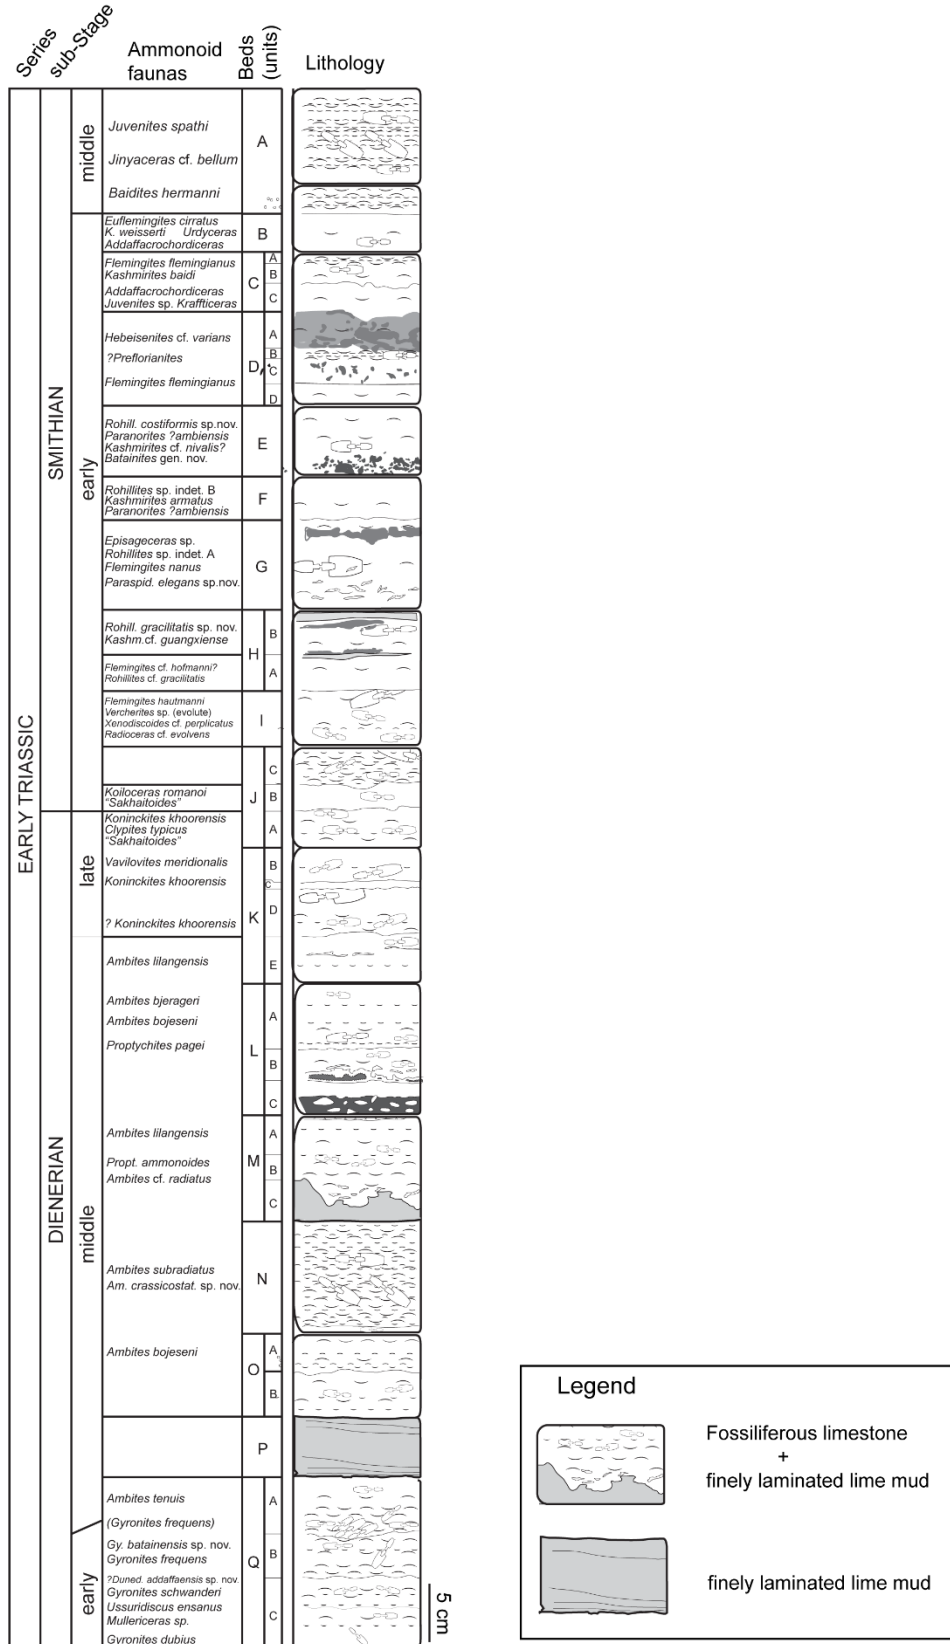 Series
sub-Stage
Ammonoid
faunas
Beds
(units)
Lithology
EARLY TRIASSIC
SMITHIAN
middle
Juvenites spathi
Jinyaceras cf. bellum
Baidites hermanni
A
early
Euflemingites cirratus
K. weisserti Urdyceras
Addaffacrochordiceras
B
Flemingites flemingianus
Kashmirites baidi
Addaffacrochordiceras
Juvenites sp. Kraffticeras
C
A
B
C
Hebeisenites cf. varians
?Preflorianites
Flemingites flemingianus
D
A
B
C
D
Rohill. costiformis sp.nov.
Paranorites ?ambiensis
Kashmirites cf. nivalis?
Batainites gen. nov.
E
Rohillites sp. indet. B
Kashmirites armatus
Paranorites ?ambiensis
F
Episageceras sp.
Rohillites sp. indet. A
Flemingites nanus
Paraspid. elegans sp.nov.
G
Rohill. gracilitatis sp. nov.
Kashm.cf. guangxiense
H
B
Flemingites cf. hofmanni?
Rohillites cf. gracilitatis
A
Flemingites hautmanni
Vercherites sp. (evolute)
Xenodiscoides cf. perplicatus
Radioceras cf. evolvens
I
J
C
Koiloceras romanoi
"Sakhaitoides"
B
DIENERIAN
late
Koninckites khoorensis
Clypites typicus
"Sakhaitoides"
A
Vavilovites meridionalis
Koninckites khoorensis
? Koninckites khoorensis
K
B
C
D
middle
Ambites lilangensis
E
Ambites bjerageri
Ambites bojeseni
Proptychites pagei
L
A
B
C
Ambites lilangensis
Propt. ammonoides
Ambites cf. radiatus
M
A
B
C
Ambites subradiatus
Am. crassicostat. sp. nov.
N
Ambites bojeseni
O
A
B
P
Ambites tenuis
(Gyronites frequens)
Q
A
early
Gy. batainensis sp. nov.
Gyronites frequens
B
?Duned. addaffaensis sp. nov.
Gyronites schwanderi
Ussuridiscus ensanus
Mullericeras sp.
Gyronites dubius
C
5 cm
Legend
Fossiliferous limestone
+
finely laminated lime mud
finely laminated lime mud